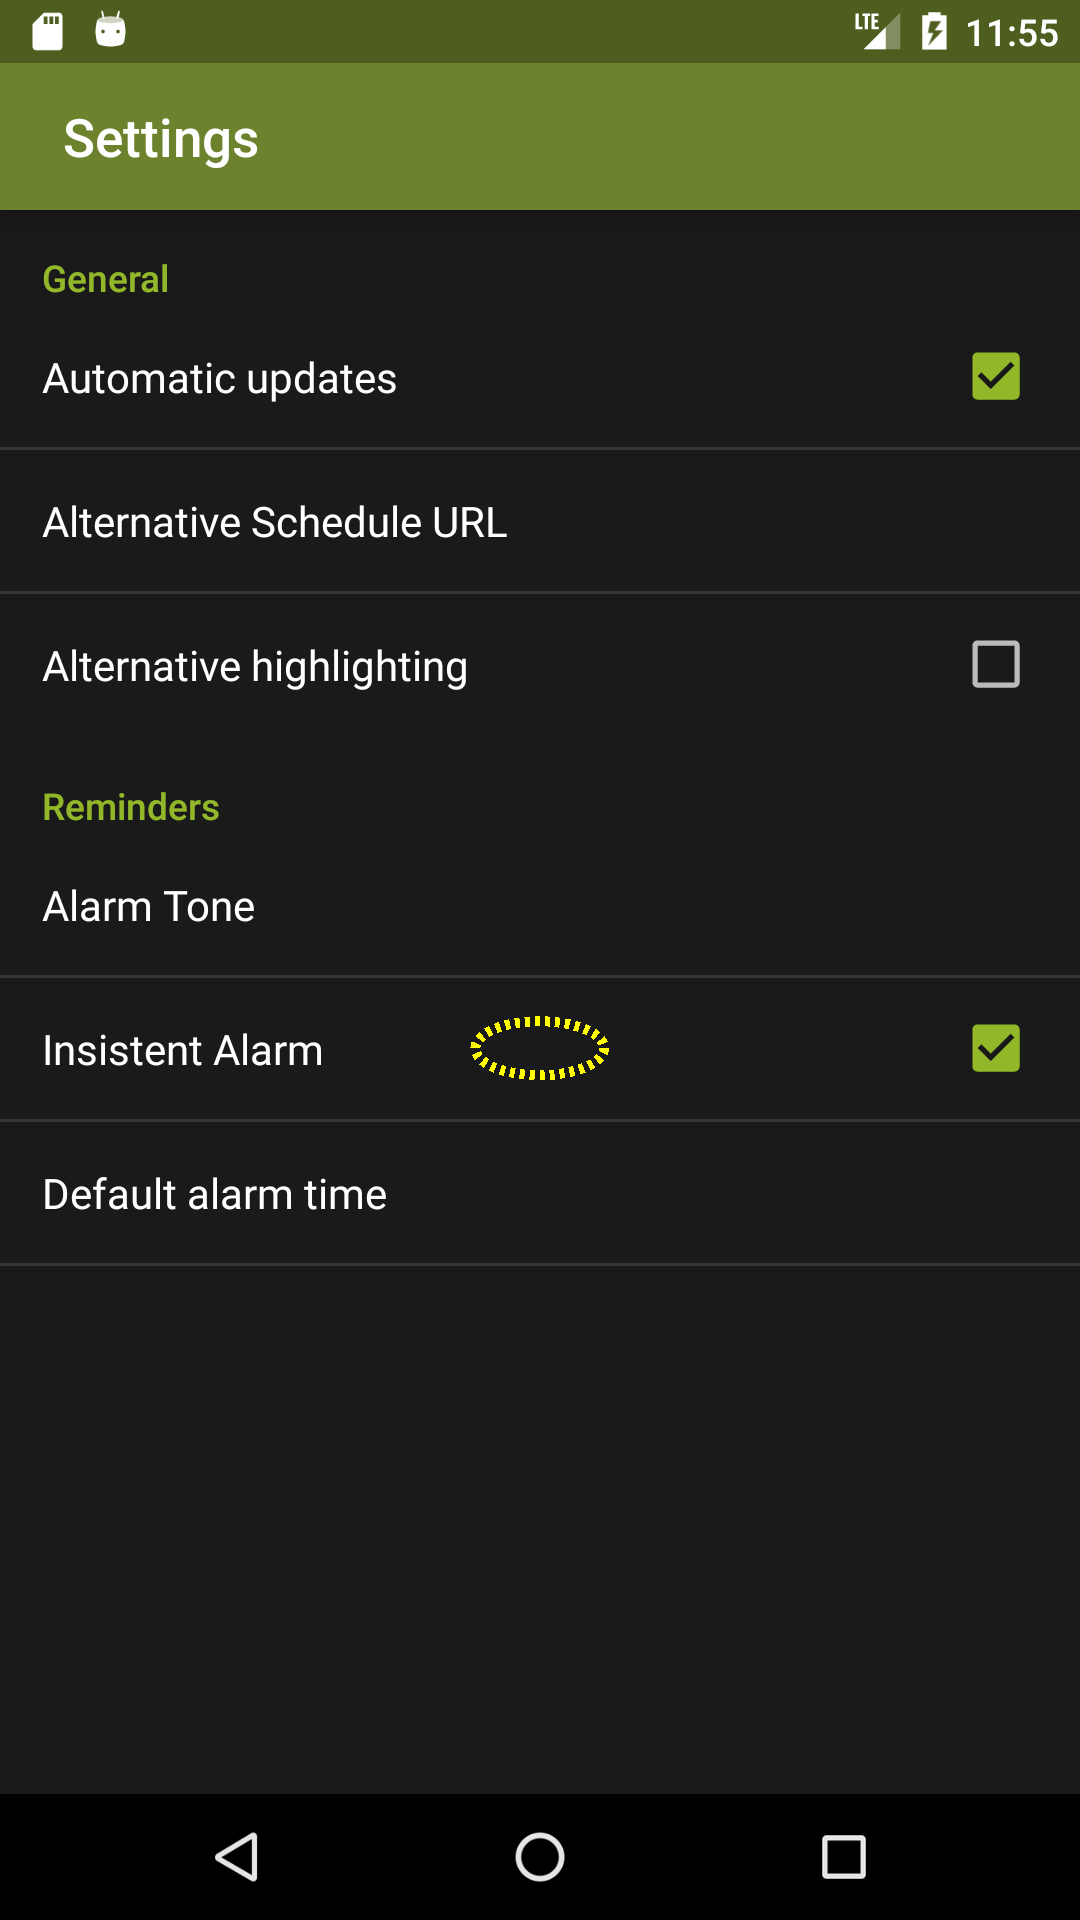 LTE 11:55
Settings
General
Automatic updates
Alternative Schedule URL
Alternative highlighting
Reminders
Alarm Tone
Insistent Alarm
Default alarm time